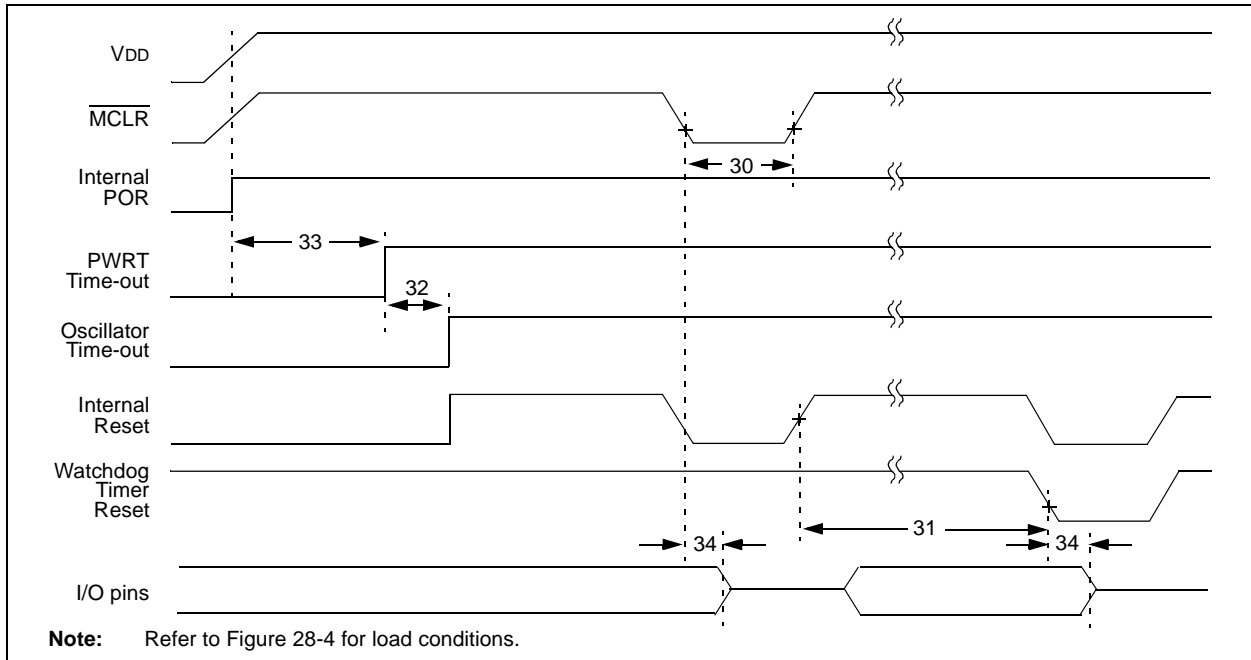 VDD
MCLR
30
Internal
POR
33
PWRT
Time-out
32
Oscillator
Time-out
Internal
Reset
Watchdog
Timer
Reset
31
34
34
I/O pins
Note: Refer to Figure 28-4 for load conditions.